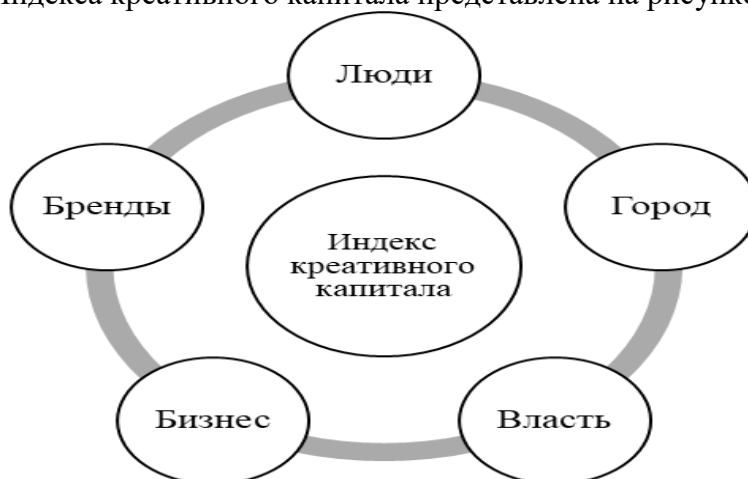 Индекса креативного капитала представлена на рисунке
Люди
Бренды
Город
Индекс
креативного
капитала
Бизнес
Власть